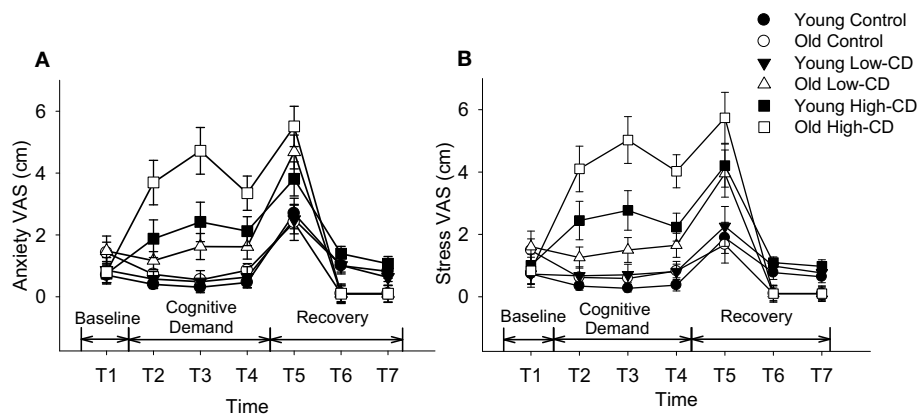 Young Control
Old Control
Young Low-CD
Old Low-CD
Young High-CD
Old High-CD
A
Anxiety VAS (cm)
6
4
2
0
Baseline
Cognitive
Demand
Recovery
T1 T2 T3 T4 T5 T6 T7
Time
B
Stress VAS (cm)
6
4
2
0
Baseline
Cognitive
Demand
Recovery
T1 T2 T3 T4 T5 T6 T7
Time